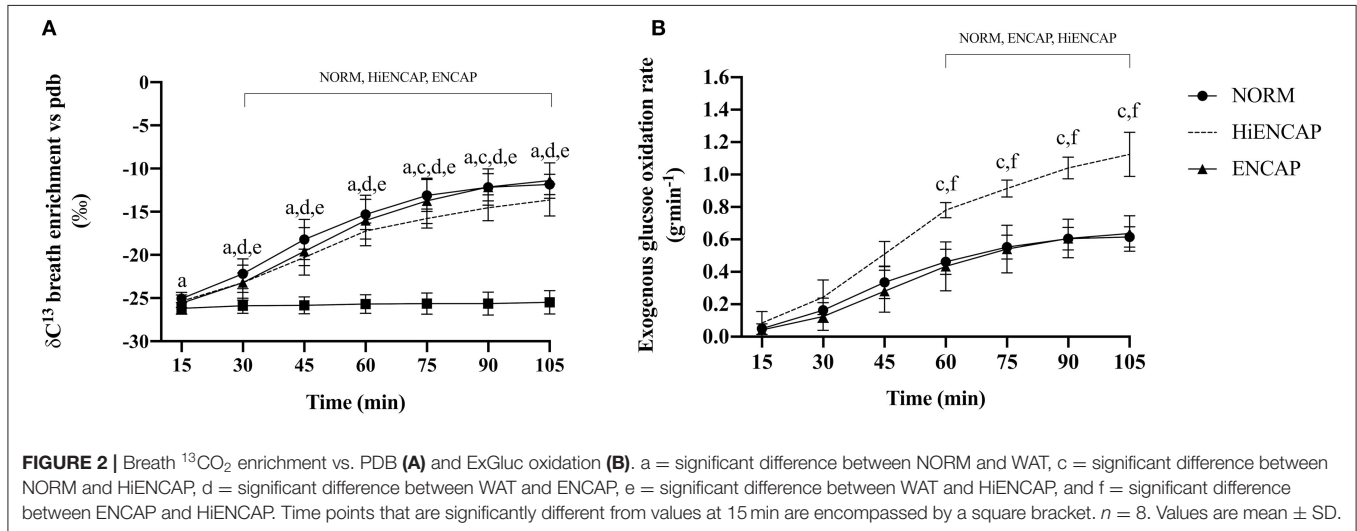 A
NORM, HiENCAP, ENCAP
δC¹³ breath enrichment vs pdb
(‰)
0
-5
-10
-15
-20
-25
-30
a
a,d,e
a,d,e
a,d,e
a,c,d,e
a,c,d,e
a,d,e
15 30 45 60 75 90 105
Time (min)
B
NORM, ENCAP, HiENCAP
Exogenous glucsoe oxidation rate
(grmin⁻¹)
1.6
1.4
1.2
1.0
0.8
0.6
0.4
0.2
0.0
c,f
c,f
c,f
c,f
15 30 45 60 75 90 105
Time (min)
NORM
HiENCAP
ENCAP
FIGURE 2 | Breath ¹³CO₂ enrichment vs. PDB (A) and ExGluc oxidation (B). a = significant difference between NORM and WAT, c = significant difference between
NORM and HiENCAP, d = significant difference between WAT and ENCAP, e = significant difference between WAT and HiENCAP, and f = significant difference
between ENCAP and HiENCAP. Time points that are significantly different from values at 15 min are encompassed by a square bracket. n = 8. Values are mean ± SD.